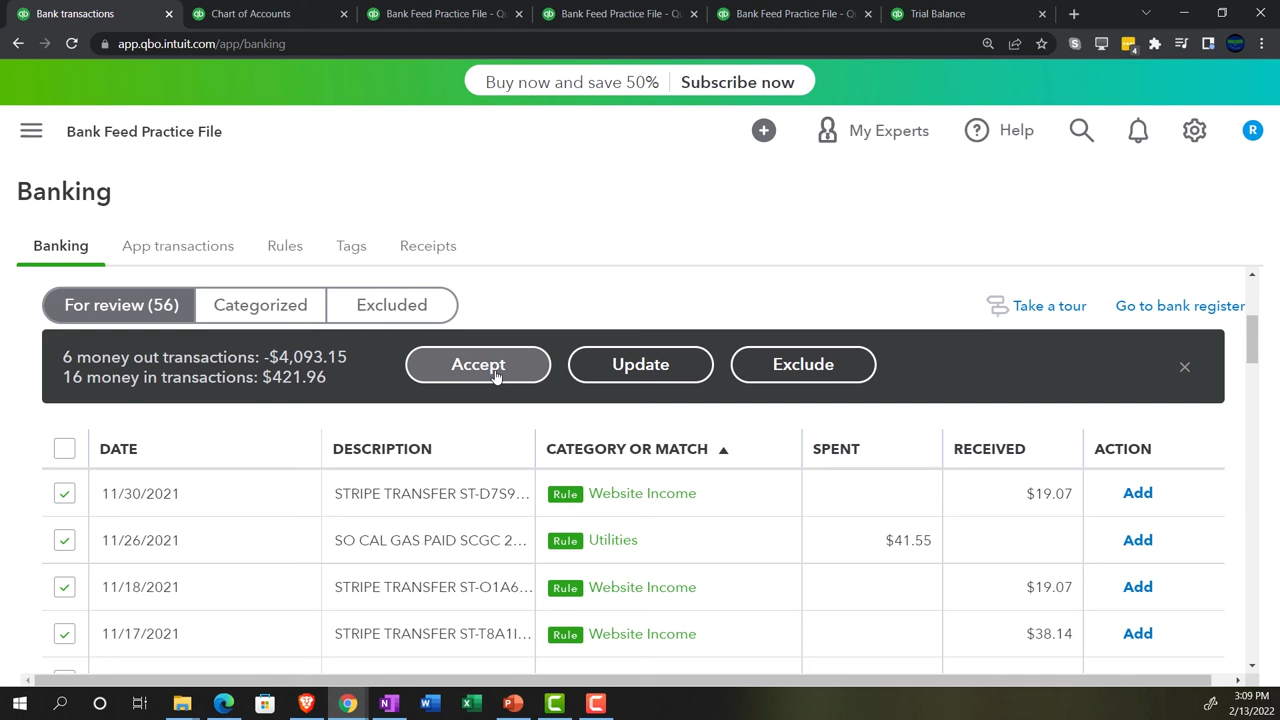 Bank transactions
Chart of Accounts
Bank Feed Practice File - Qu
Bank Feed Practice File - Qu
Bank Feed Practice File - Qu
Trial Balance
app.qbo.intuit.com/app/banking
4
Buy now and save 50% Subscribe now
Bank Feed Practice File
My Experts
Help
R
Banking
Banking App transactions Rules Tags Receipts
For review (56) Categorized Excluded
Take a tour Go to bank register
6 money out transactions: -$4,093.15
16 money in transactions: $421.96
Accept Update Exclude
DATE DESCRIPTION CATEGORY OR MATCH SPENT RECEIVED ACTION
11/30/2021 STRIPE TRANSFER ST-D7S9... Rule Website Income $19.07 Add
11/26/2021 SO CAL GAS PAID SCGC 2... Rule Utilities $41.55 Add
11/18/2021 STRIPE TRANSFER ST-O1A6... Rule Website Income $19.07 Add
11/17/2021 STRIPE TRANSFER ST-T8A1I... Rule Website Income $38.14 Add
3:09 PM
2/13/2022